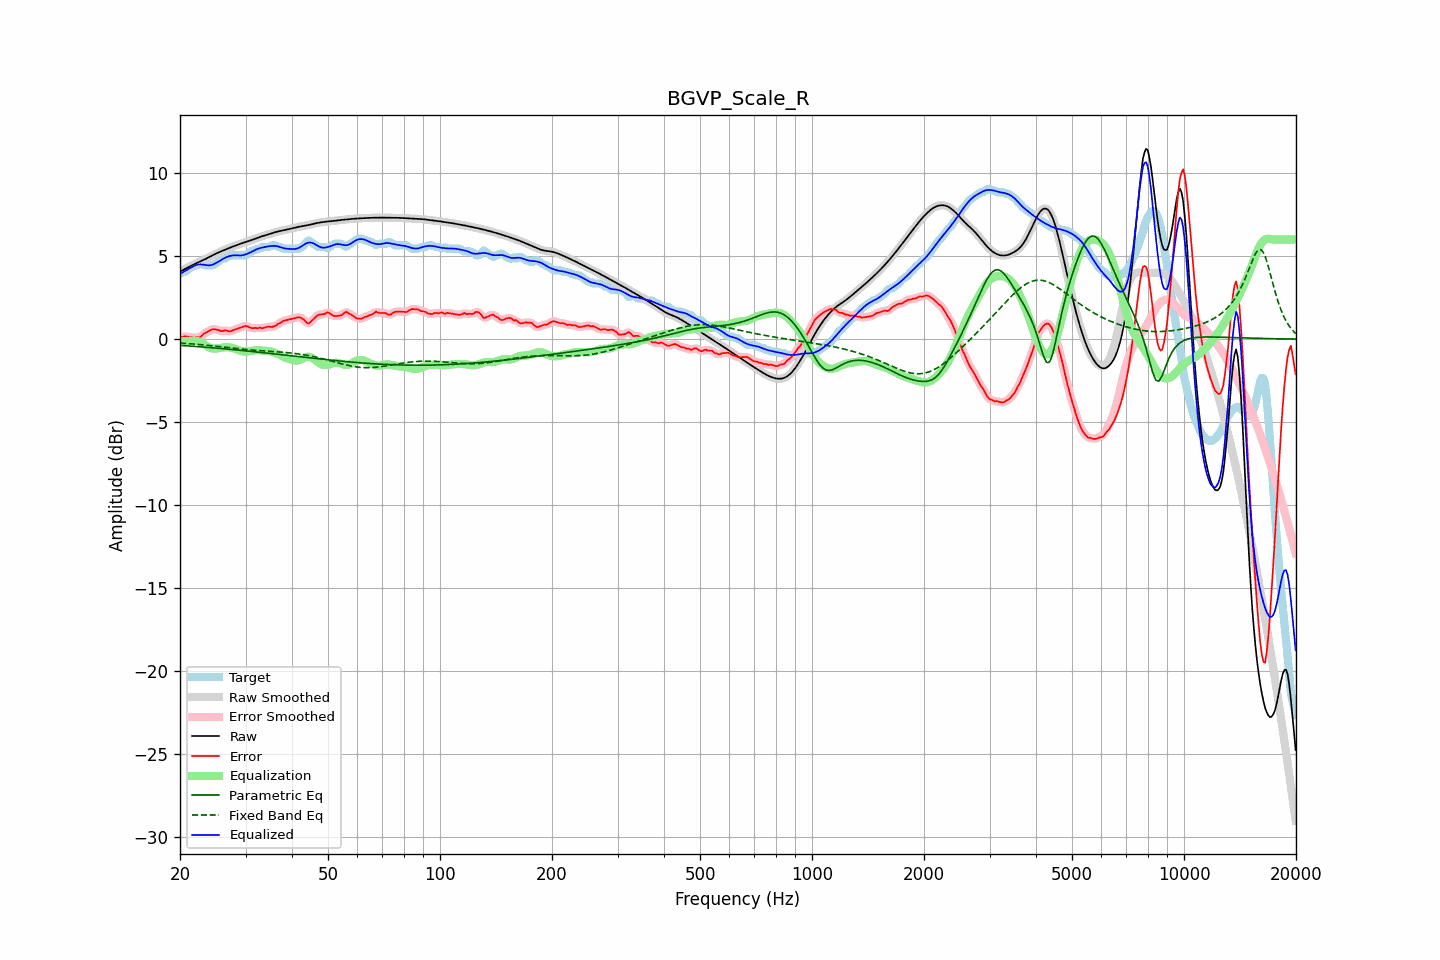 BGVP_Scale_R
Amplitude (dBr)
10
5
0
−5
−10
−15
−20
−25
−30
Target
Raw Smoothed
Error Smoothed
Raw
Error
Equalization
Parametric Eq
Fixed Band Eq
Equalized
20
50
100
200
500
1000
2000
5000
10000
20000
Frequency (Hz)